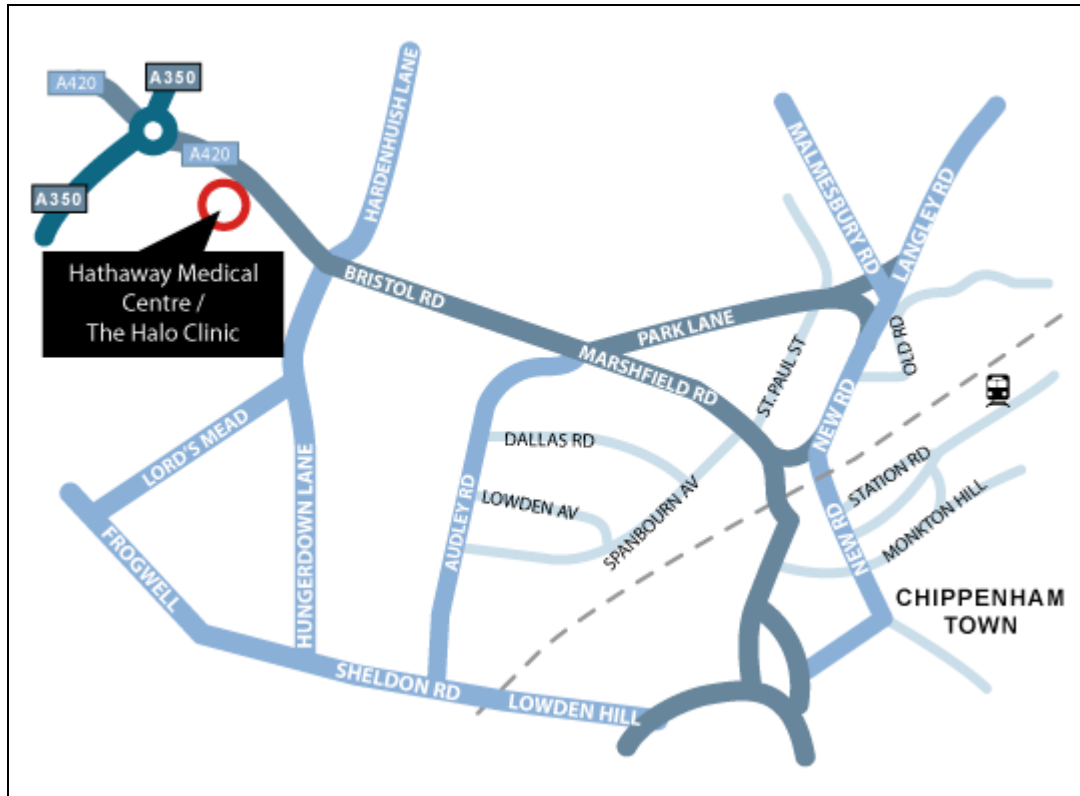 A420
A350
A420
A350
Hathaway Medical
Centre /
The Halo Clinic
HARDENHUISH LANE
BRISTOL RD
MARSHFIELD RD
PARK LANE
MALMESBURY RD
LANGLEY RD
OLD RD
ST. PAUL ST
NEW RD
DALLAS RD
LOWDEN AV
SPANBOURN AV
AUDLEY RD
LORD'S MEAD
HUNGERDOWN LANE
FROGWELL
STATION RD
MONKTON HILL
NEW RD
CHIPPENHAM
TOWN
SHELDON RD
LOWDEN HILL